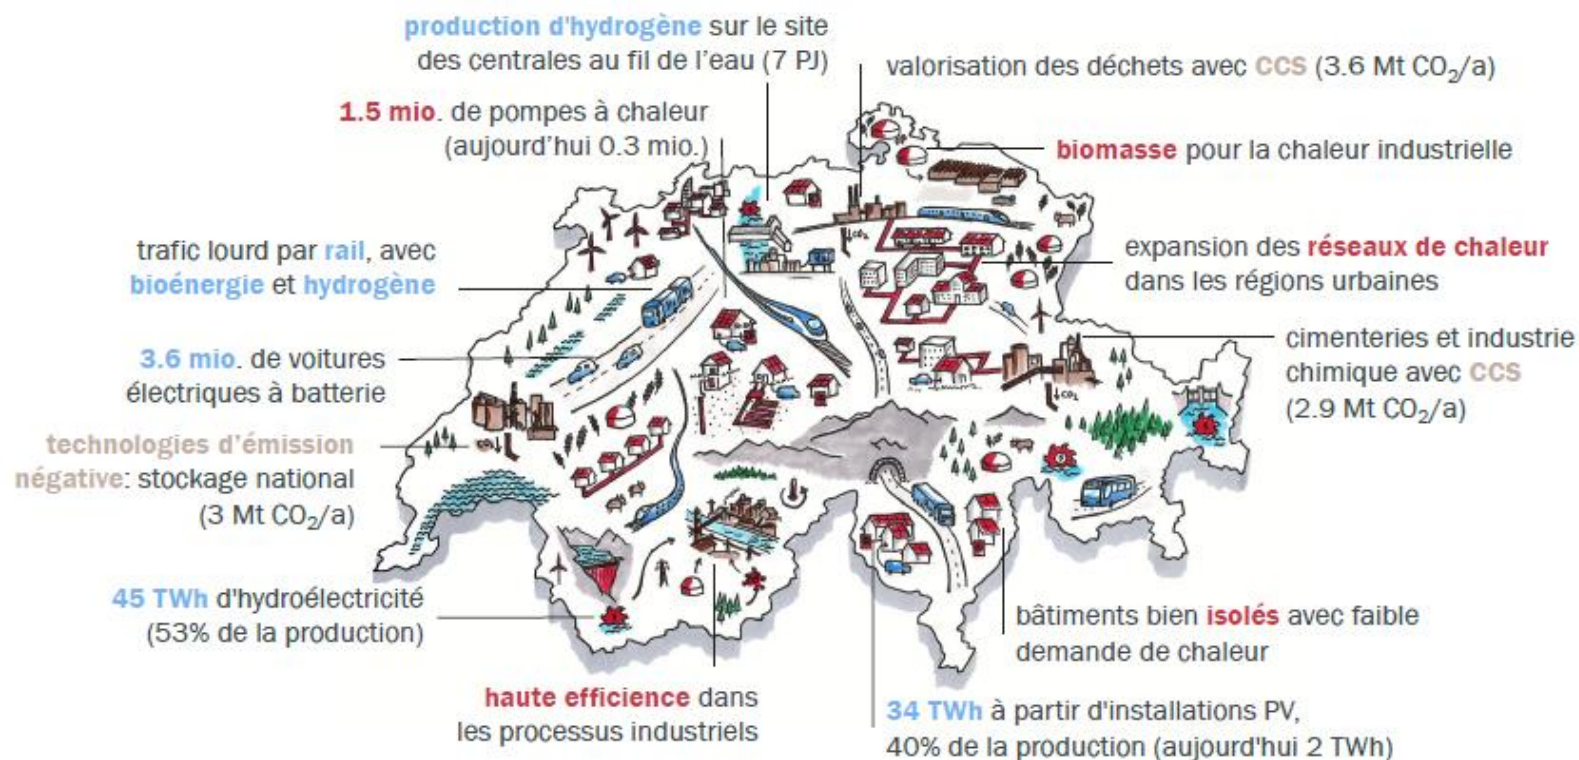 production d'hydrogène sur le site
des centrales au fil de l'eau (7 PJ)
valorisation des déchets avec CCS (3.6 Mt CO₂/a)
1.5 mio. de pompes à chaleur
(aujourd'hui 0.3 mio.)
biomasse pour la chaleur industrielle
trafic lourd par rail, avec
bioénergie et hydrogène
expansion des réseaux de chaleur
dans les régions urbaines
3.6 mio. de voitures
électriques à batterie
cimenteries et industrie
chimique avec CCS
(2.9 Mt CO₂/a)
technologies d'émission
négative: stockage national
(3 Mt CO₂/a)
45 TWh d'hydroélectricité
(53% de la production)
bâtiments bien isolés avec faible
demande de chaleur
haute efficience dans
les processus industriels
34 TWh à partir d'installations PV,
40% de la production (aujourd'hui 2 TWh)
CO₂
CO₂
CO₂